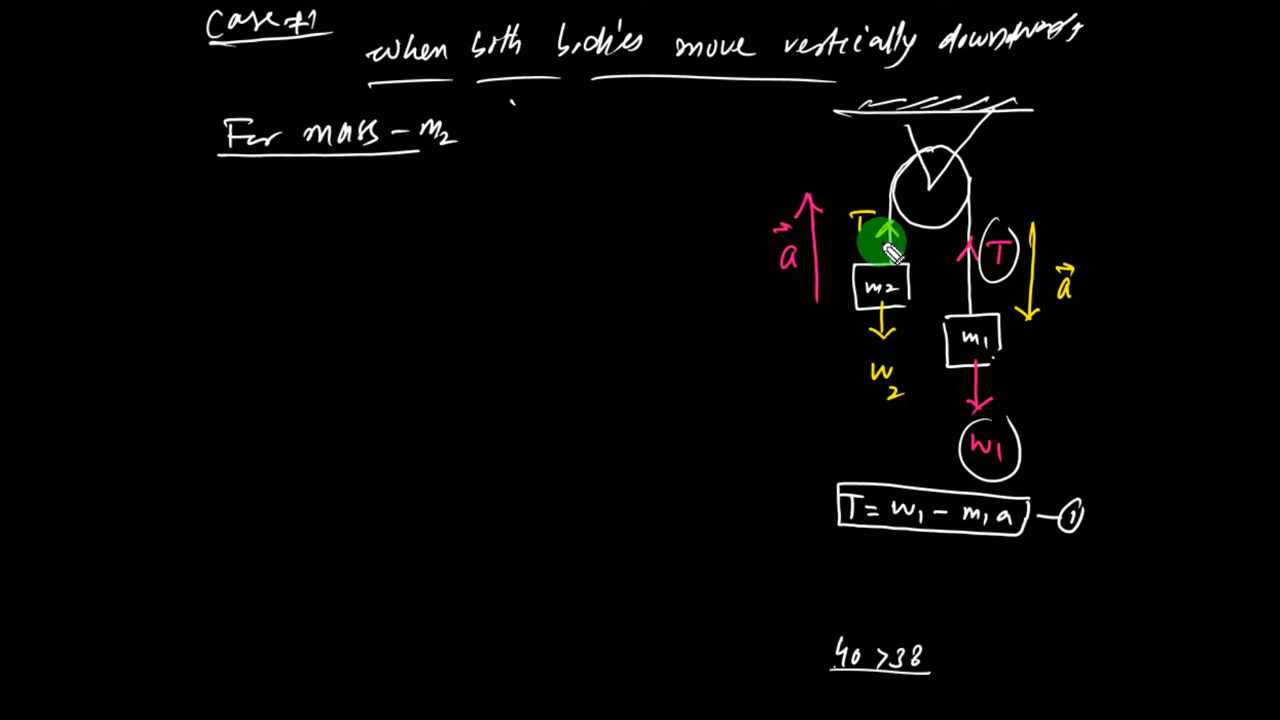 Case #1
When both bodies move vertically downwards
For mass - m2
T
T
a
a
m2
m1
W2
W1
T = W1 - m1 a - 1
40 > 38